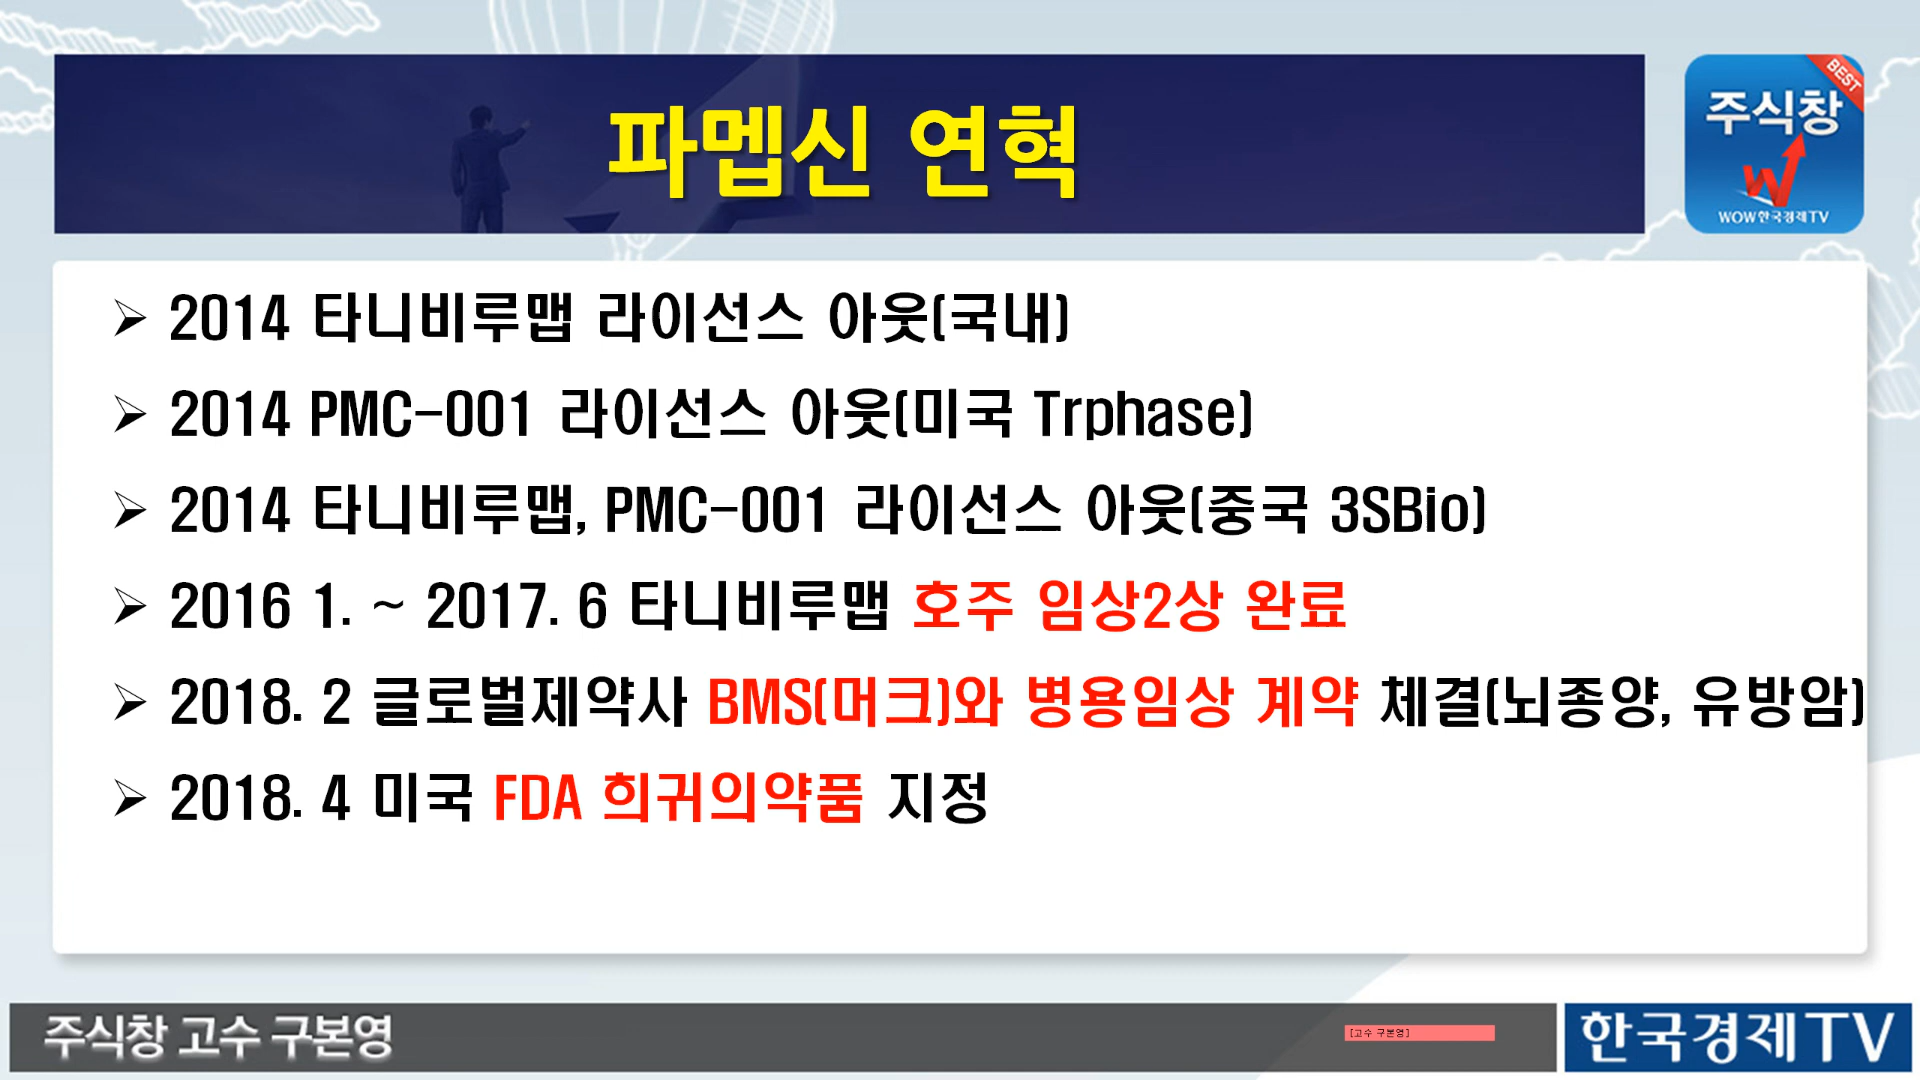 파멥신 연혁
BEST
주식창
W
WOW한국경제TV
➢ 2014 타니비루맵 라이선스 아웃(국내)
➢ 2014 PMC-001 라이선스 아웃(미국 Trphase)
➢ 2014 타니비루맵, PMC-001 라이선스 아웃(중국 3SBio)
➢ 2016 1. ~ 2017. 6 타니비루맵 호주 임상2상 완료
➢ 2018. 2 글로벌제약사 BMS(머크)와 병용임상 계약 체결(뇌종양, 유방암)
➢ 2018. 4 미국 FDA 희귀의약품 지정
주식창 고수 구본영
[고수 구본영]
한국경제TV